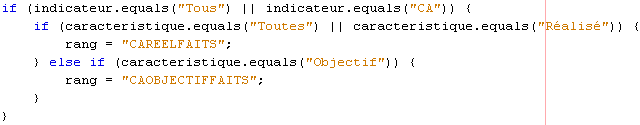 if (indicateur.equals("Tous") || indicateur.equals("CA")) {
    if (caracteristique.equals("Toutes") || caracteristique.equals("Réalisé")) {
        rang = "CAREELFAITS";
    } else if (caracteristique.equals("Objectif")) {
        rang = "CAOBJECTIFFAITS";
    }
}